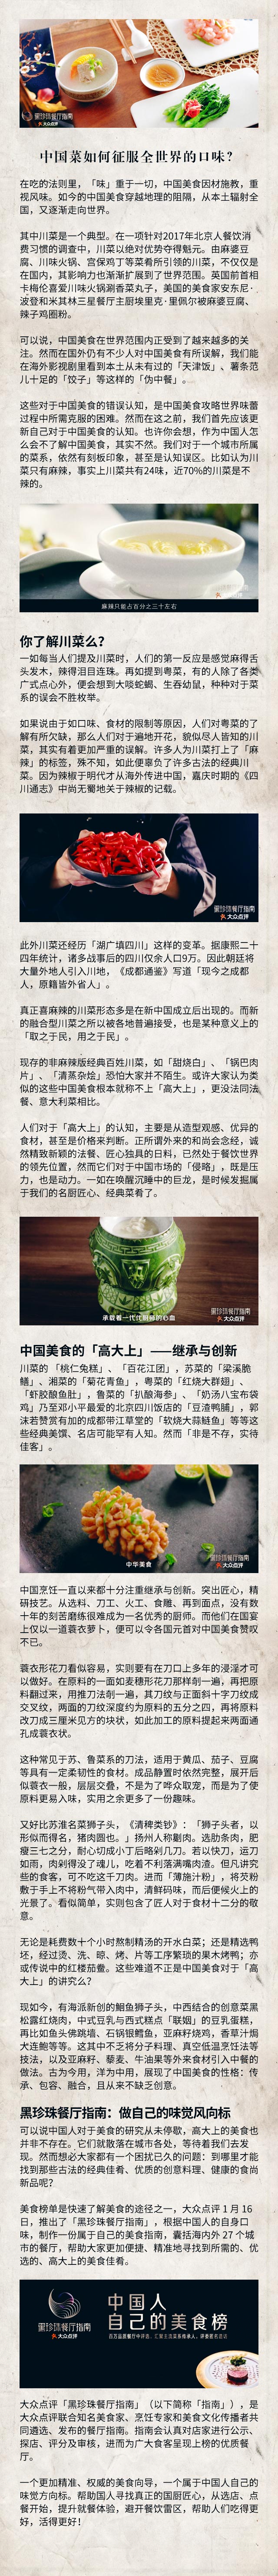 黑珍珠餐厅指南
大众点评
中国菜如何征服全世界的口味？
在吃的法则里，「味」重于一切，中国美食因材施教，重
视风味。如今的中国美食穿越地理的阻隔，从本土辐射全
国，又逐渐走向世界。
其中川菜是一个典型。在一项针对2017年北京人餐饮消
费习惯的调查中，川菜以绝对优势夺得魁元。由麻婆豆
腐、川味火锅、宫保鸡丁等菜肴所引领的川菜，不仅仅是
在国内，其影响力也渐渐扩展到了世界范围。英国前首相
卡梅伦喜爱川味火锅涮香菜丸子，美国的美食家安东尼·
波登和米其林三星餐厅主厨埃里克·里佩尔被麻婆豆腐、
辣子鸡圈粉。
可以说，中国美食在世界范围内正受到了越来越多的关
注。然而在国外仍有不少人对中国美食有所误解，我们能
在海外影视剧里看到本土从未有过的「天津饭」、薯条范
儿十足的「饺子」等这样的「伪中餐」。
这些对于中国美食的错误认知，是中国美食攻略世界味蕾
过程中所需克服的困难。然而在这之前，我们首先应该更
新自己对于中国美食的认知。也许你会想，作为中国人怎
么会不了解中国美食，其实不然。我们对于一个城市所属
的菜系，依然有刻板印象，甚至是认知误区。比如认为川
菜只有麻辣，事实上川菜共有24味，近70%的川菜是不
辣的。
麻辣只能占百分之三十左右
你了解川菜么？
一如每当人们提及川菜时，人们的第一反应是感觉麻得舌
头发木，辣得泪目连珠。再如提到粤菜，有的人除了各类
广式点心外，便会想到大啖蛇蝎、生吞幼鼠，种种对于菜
系的误会不胜枚举。
如果说由于如口味、食材的限制等原因，人们对粤菜的了
解有所欠缺，那么人们对于遍地开花，貌似尽人皆知的川
菜，其实有着更加严重的误解。许多人为川菜打上了「麻
辣」的标签，殊不知，如此便辜负了许多古法的经典川
菜。因为辣椒于明代才从海外传进中国，嘉庆时期的《四
川通志》中尚无蜀地关于辣椒的记载。
黑珍珠餐厅指南
大众点评
此外川菜还经历「湖广填四川」这样的变革。据康熙二十
四年统计，诸多战事后的四川仅余人口9万。因此朝廷将
大量外地人引入川地，《成都通鉴》写道「现今之成都
人，原籍皆外省人」。
真正喜麻辣的川菜形态多是在新中国成立后出现的。而新
的融合型川菜之所以被各地普遍接受，也是某种意义上的
「取之于民，用之于民」。
现存的非麻辣版经典百姓川菜，如「甜烧白」、「锅巴肉
片」、「清蒸杂烩」恐怕大家并不陌生。或许大家认为类
似的这些中国美食根本就称不上「高大上」，更没法同法
餐、意大利菜相比。
人们对于「高大上」的认知，主要是从造型观感、优异的
食材，甚至是价格来判断。正所谓外来的和尚会念经，诚
然精致新颖的法餐、匠心独具的日料，已然处于餐饮世界
的领先位置，然而它们对于中国市场的「侵略」，既是压
力，也是动力。一如在唤醒沉睡中的巨龙，是时候发掘属
于我们的名厨匠心、经典菜肴了。
承载着一代代厨师的心血
黑珍珠餐厅指南
大众点评
中国美食的「高大上」——继承与创新
川菜的「桃仁兔糕」、「百花江团」，苏菜的「梁溪脆
鳝」、湘菜的「菊花青鱼」，粤菜的「红烧大群翅」、
「虾胶酿鱼肚」，鲁菜的「扒酿海参」、「奶汤八宝布袋
鸡」乃至邓小平最爱的北京四川饭店的「豆渣鸭脯」，郭
沫若赞赏有加的成都带江草堂的「软烧大蒜鲢鱼」等等这
些经典美馔、名店可能罕有人知。然而「非是不存，实待
佳客」。
中华美食
黑珍珠餐厅指南
大众点评
中国烹饪一直以来都十分注重继承与创新。突出匠心，精
研技艺。从选料、刀工、火工、食雕、再到面点，没有数
十年的刻苦磨练很难成为一名优秀的厨师。而他们在国宴
上仅以一道蓑衣萝卜，便可以令各国元首对中国美食赞叹
不已。
蓑衣形花刀看似容易，实则要有在刀口上多年的浸淫才可
以做好。在原料的一面如麦穗形花刀那样剞一遍，再把原
料翻过来，用推刀法剞一遍，其刀纹与正面斜十字刀纹成
交叉纹，两面的刀纹深度约为原料的五分之四，再将原料
改刀成三厘米见方的块状，如此加工的原料提起来两面通
孔成蓑衣状。
这种常见于苏、鲁菜系的刀法，适用于黄瓜、茄子、豆腐
等具有一定柔韧性的食材。成品静置时依然完整，展开后
似蓑衣一般，层层交叠，不是为了哗众取宠，而是为了使
原料更易入味，实用之余更多了一份趣味。
又好比苏淮名菜狮子头，《清稗类钞》：「狮子头者，以
形似而得名，猪肉圆也。」扬州人称劗肉。选肋条肉，肥
瘦三七之分，耐心切成小丁后略剁几刀。若以快刀，运刀
如雨，肉剁得没了魂儿，吃着不利落满嘴肉渣。但凡讲究
些的食客，可不吃这千刀肉。进而「薄施汁粉」，将芡粉
敷于手上不将粉气带入肉中，清鲜码味，而后便候火上的
光景了。看似简单，实则包含了匠人对于食材十二分的敬
意。
无论是耗费数十个小时熬制精汤的开水白菜；还是精选鸭
坯，经过烫、洗、晾、烤、片等工序繁琐的果木烤鸭；亦
或传说中的红楼茄鲞。这些难道不正是中国美食对于「高
大上」的讲究么？
现如今，有海派新创的鮰鱼狮子头，中西结合的创意菜黑
松露红烧肉，中式豆乳与西式糕点「联姻」的豆乳蛋糕，
再比如鱼头佛跳墙、石锅银鳕鱼，亚麻籽烧鸡，香草汁焗
大连鲍等等。这其中不乏将分子料理、真空低温烹饪法等
技法，以及亚麻籽、藜麦、牛油果等外来食材引入中餐的
做法。古为今用，洋为中用，展现了中国美食的性格：传
承、包容、融合，且从来不缺乏创意。
黑珍珠餐厅指南：做自己的味觉风向标
可以说中国人对于美食的研究从未停歇，高大上的美食也
并非不存在。它们就散落在城市各处，等待着我们去发
现。然而想必大家都有一个困扰已久的问题：到哪里才能
找到那些古法的经典佳肴、优质的创意料理、健康的食尚
新品呢？
美食榜单是快速了解美食的途径之一，大众点评 1 月 16
日，推出了「黑珍珠餐厅指南」，根据中国人的自身口
味，制作一份属于自己的美食指南，囊括海内外 27 个城
市的餐厅，帮助大家更加便捷、精准地寻找到所需的、优
选的、高大上的美食佳肴。
黑珍珠餐厅指南
大众点评
中国人
自己的美食榜
大众点评「黑珍珠餐厅指南」（以下简称「指南」），是
大众点评联合知名美食家、烹饪专家和美食文化传播者共
同遴选、发布的餐厅指南。指南会认真对店家进行公示、
探店、评分及审核，进而为广大食客呈现上榜的优质餐
厅。
一个更加精准、权威的美食向导，一个属于中国人自己的
味觉方向标。帮助国人寻找真正的国厨匠心，从选店、点
餐开始，提升就餐体验，避开餐饮雷区，帮助人们吃得更
好，活得更好！